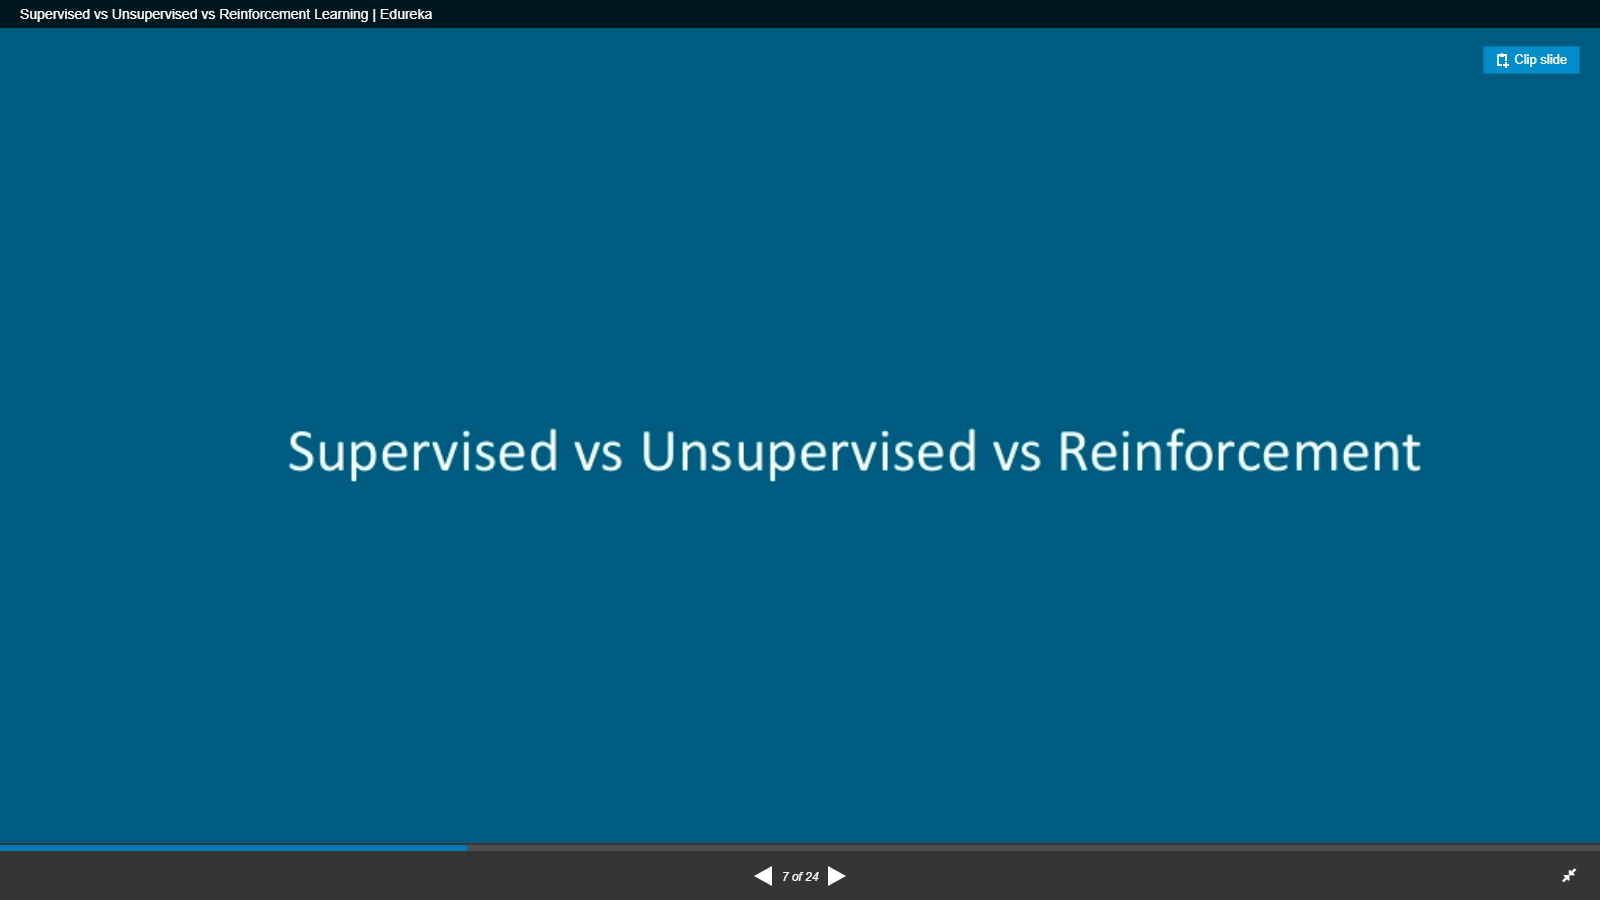 Supervised vs Unsupervised vs Reinforcement Learning | Edureka
Clip slide
Supervised vs Unsupervised vs Reinforcement
7 of 24